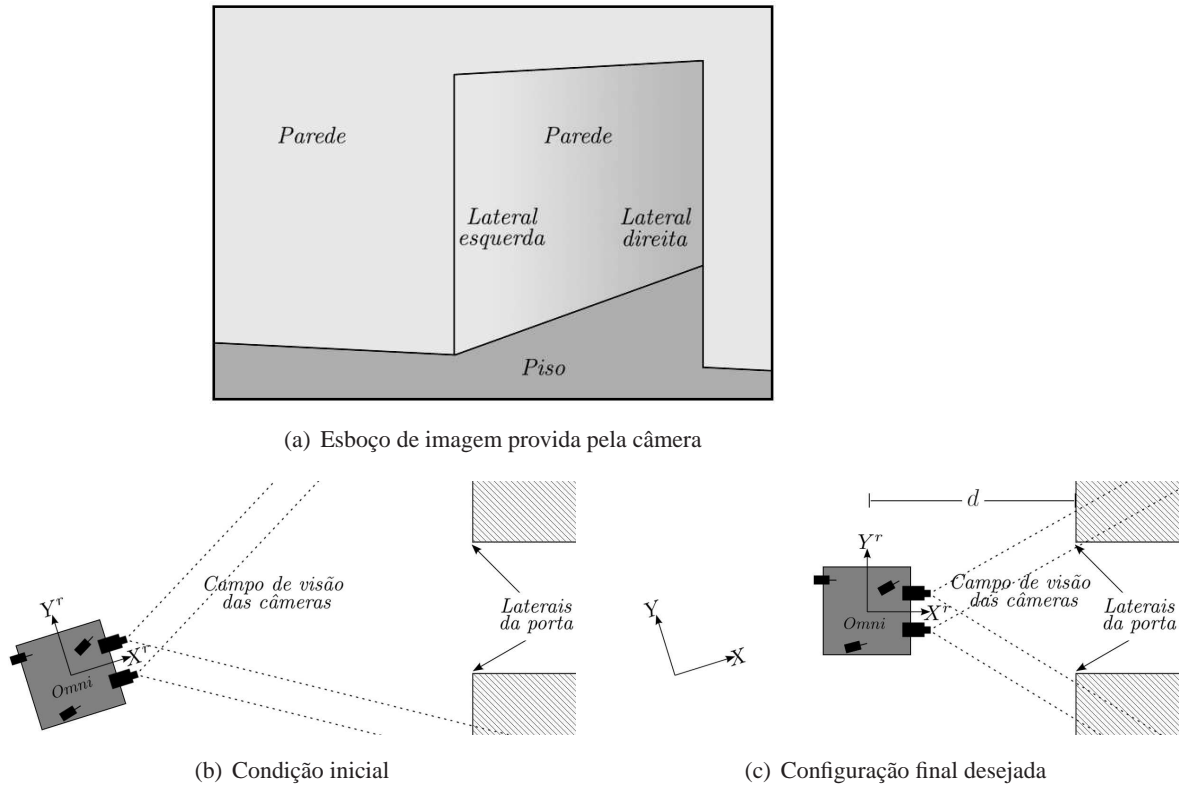 Parede
Parede
Lateral
esquerda
Lateral
direita
Piso
(a) Esboço de imagem provida pela câmera
Campo de visão
das câmeras
Laterais
da porta
Y^r
X^r
Omni
(b) Condição inicial
d
Y^r
Campo de visão
das câmeras
X^r
Omni
Laterais
da porta
Y
X
(c) Configuração final desejada